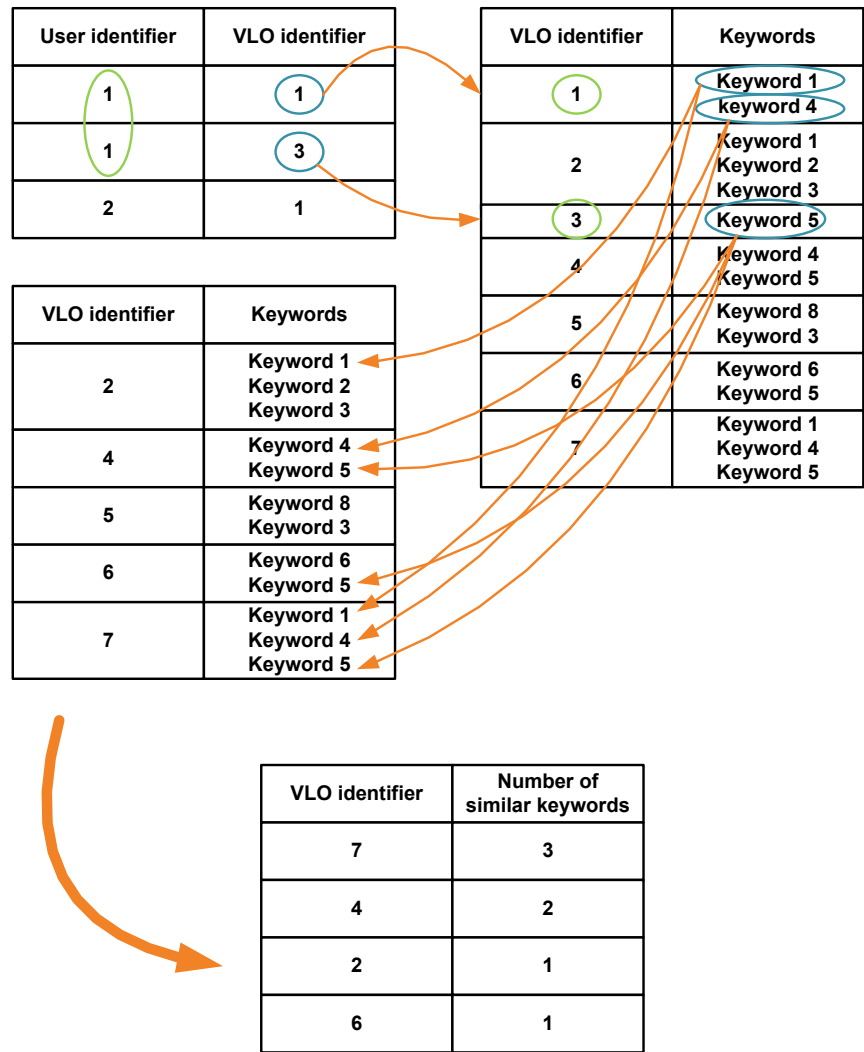 User identifier VLO identifier
1 1
1 3
2 1
VLO identifier Keywords
1
Keyword 1
keyword 4
2
Keyword 1
Keyword 2
Keyword 3
3 Keyword 5
4
Keyword 4
Keyword 5
5
Keyword 8
Keyword 3
6
Keyword 6
Keyword 5
7
Keyword 1
Keyword 4
Keyword 5
VLO identifier Keywords
2
Keyword 1
Keyword 2
Keyword 3
4
Keyword 4
Keyword 5
5
Keyword 8
Keyword 3
6
Keyword 6
Keyword 5
7
Keyword 1
Keyword 4
Keyword 5
VLO identifier
Number of
similar keywords
7 3
4 2
2 1
6 1